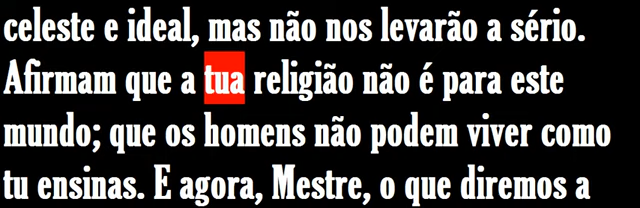 celeste e ideal, mas não nos levarão a sério.
Afirmam que a tua religião não é para este
mundo; que os homens não podem viver como
tu ensinas. E agora, Mestre, o que diremos a